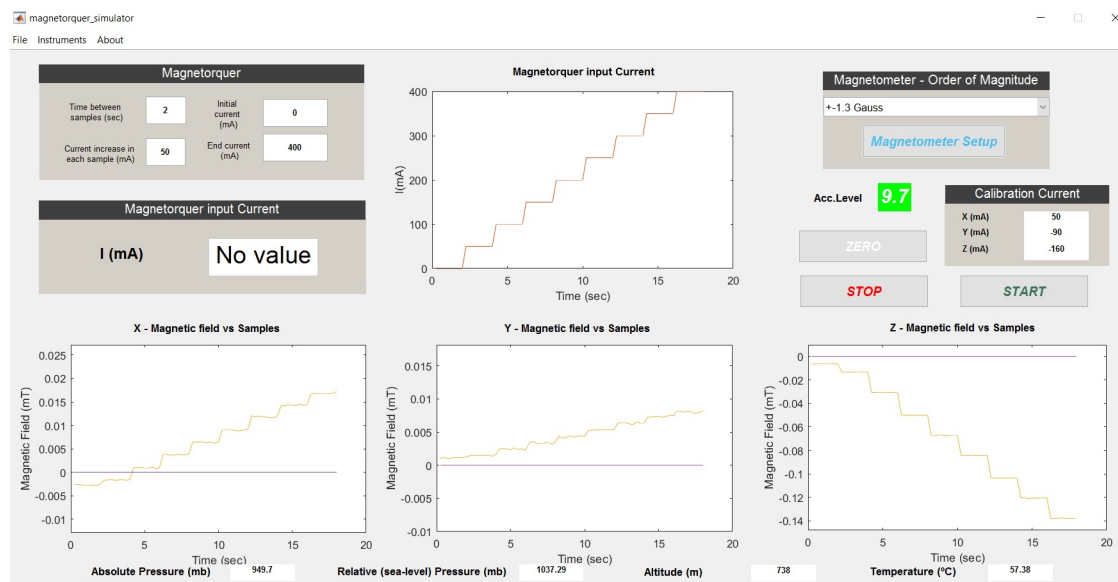 magnetorquer_simulator
File Instruments About
Magnetorquer
Time between
samples (sec)
2
Initial
current
(mA)
0
Current increase in
each sample (mA)
50
End current
(mA)
400
Magnetorquer input Current
I (mA)
No value
Magnetorquer input Current
400
300
200
100
0
I(mA)
0 5 10 15 20
Time (sec)
Magnetometer - Order of Magnitude
+-1.3 Gauss
Magnetometer Setup
Acc.Level
9.7
Calibration Current
X (mA) 50
Y (mA) -90
Z (mA) -160
ZERO
STOP
START
X - Magnetic field vs Samples
0.025
0.02
0.015
0.01
0.005
0
-0.005
-0.01
Magnetic Field (mT)
0 5 10 15 20
Time (sec)
Y - Magnetic field vs Samples
0.015
0.01
0.005
0
-0.005
-0.01
Magnetic Field (mT)
0 5 10 15 20
Time (sec)
Z - Magnetic field vs Samples
0
-0.02
-0.04
-0.06
-0.08
-0.1
-0.12
-0.14
Magnetic Field (mT)
0 5 10 15 20
Time (sec)
Absolute Pressure (mb) 949.7
Relative (sea-level) Pressure (mb) 1037.29
Altitude (m) 738
Temperature (ºC) 57.38